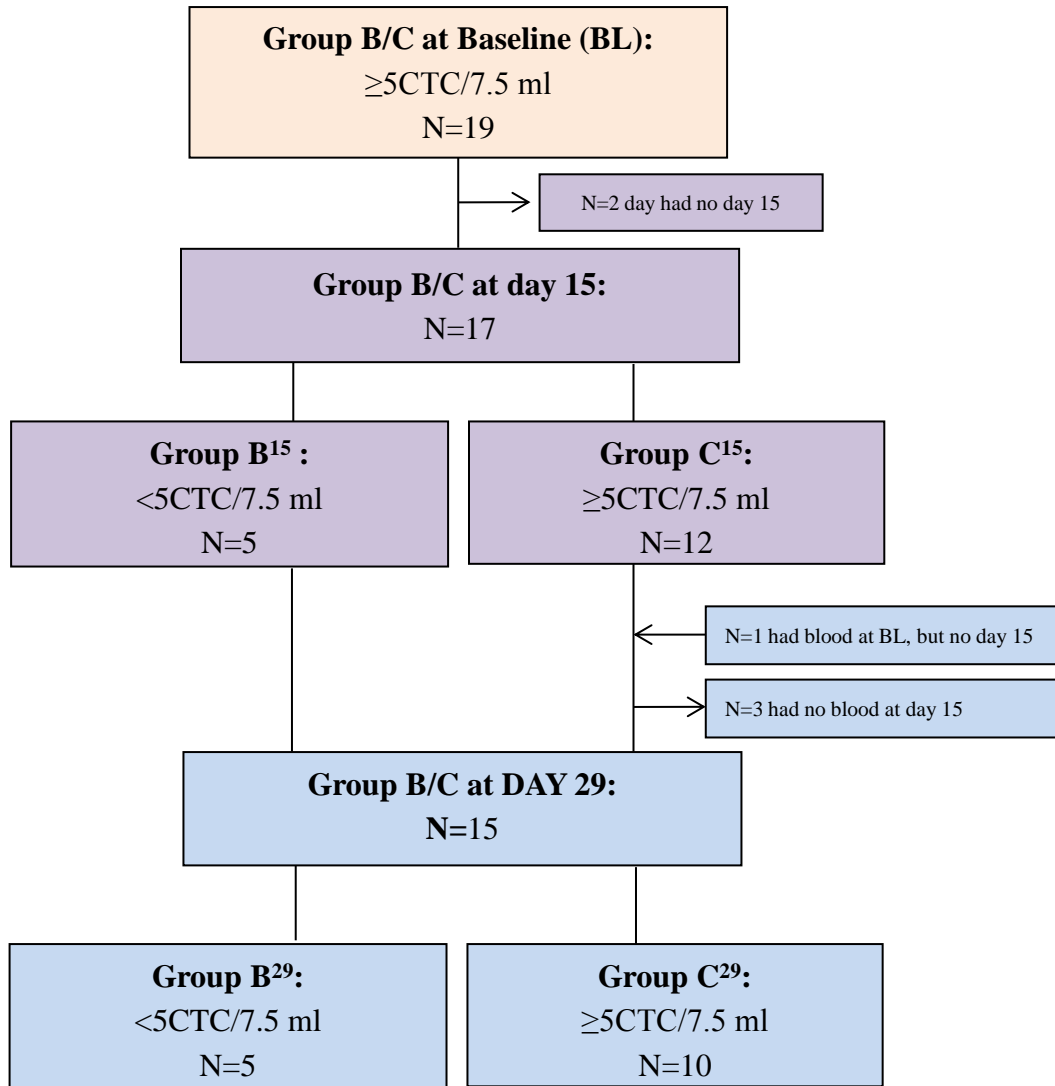 Group B/C at Baseline (BL):
≥5CTC/7.5 ml
N=19
N=2 day had no day 15
Group B/C at day 15:
N=17
Group B¹⁵ :
<5CTC/7.5 ml
N=5
Group C¹⁵:
≥5CTC/7.5 ml
N=12
N=1 had blood at BL, but no day 15
N=3 had no blood at day 15
Group B/C at DAY 29:
N=15
Group B²⁹:
<5CTC/7.5 ml
N=5
Group C²⁹:
≥5CTC/7.5 ml
N=10